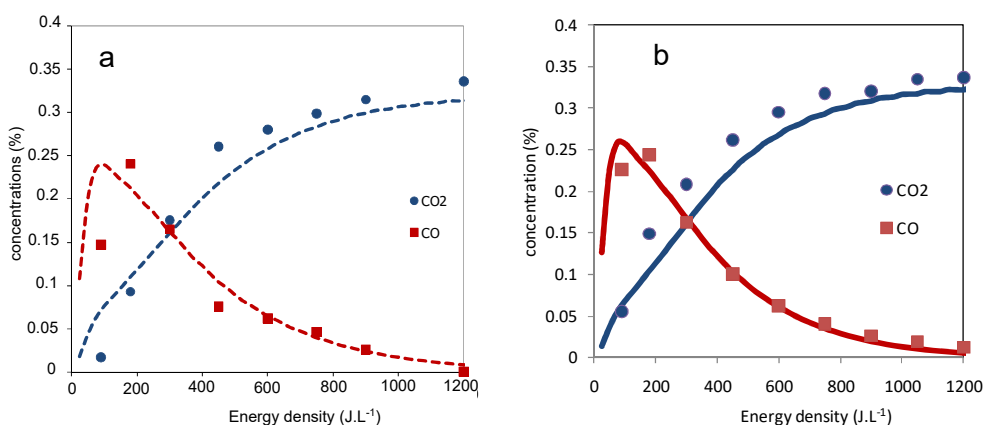 a
0.4
0.35
0.3
0.25
0.2
0.15
0.1
0.05
0
concentrations (%)
CO2
CO
0 200 400 600 800 1000 1200
Energy density (J.L-1)
b
0.4
0.35
0.3
0.25
0.2
0.15
0.1
0.05
0
concentration (%)
CO2
CO
0 200 400 600 800 1000 1200
Energy density (J.L-1)